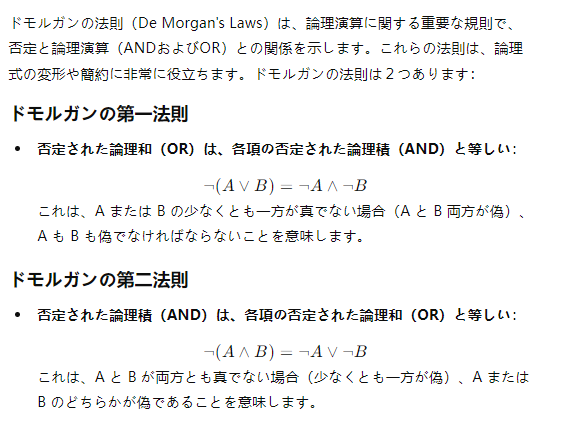 ドモルガンの法則（De Morgan's Laws）は、論理演算に関する重要な規則で、
否定と論理演算（ANDおよびOR）との関係を示します。これらの法則は、論理
式の変形や簡約に非常に役立ちます。ドモルガンの法則は２つあります：
ドモルガンの第一法則
• 否定された論理和（OR）は、各項の否定された論理積（AND）と等しい：
¬(A ∨ B) = ¬A ∧ ¬B
これは、A または B の少なくとも一方が真でない場合（A と B 両方が偽）、
A も B も偽でなければならないことを意味します。
ドモルガンの第二法則
• 否定された論理積（AND）は、各項の否定された論理和（OR）と等しい：
¬(A ∧ B) = ¬A ∨ ¬B
これは、A と B が両方とも真でない場合（少なくとも一方が偽）、A または
B のどちらかが偽であることを意味します。